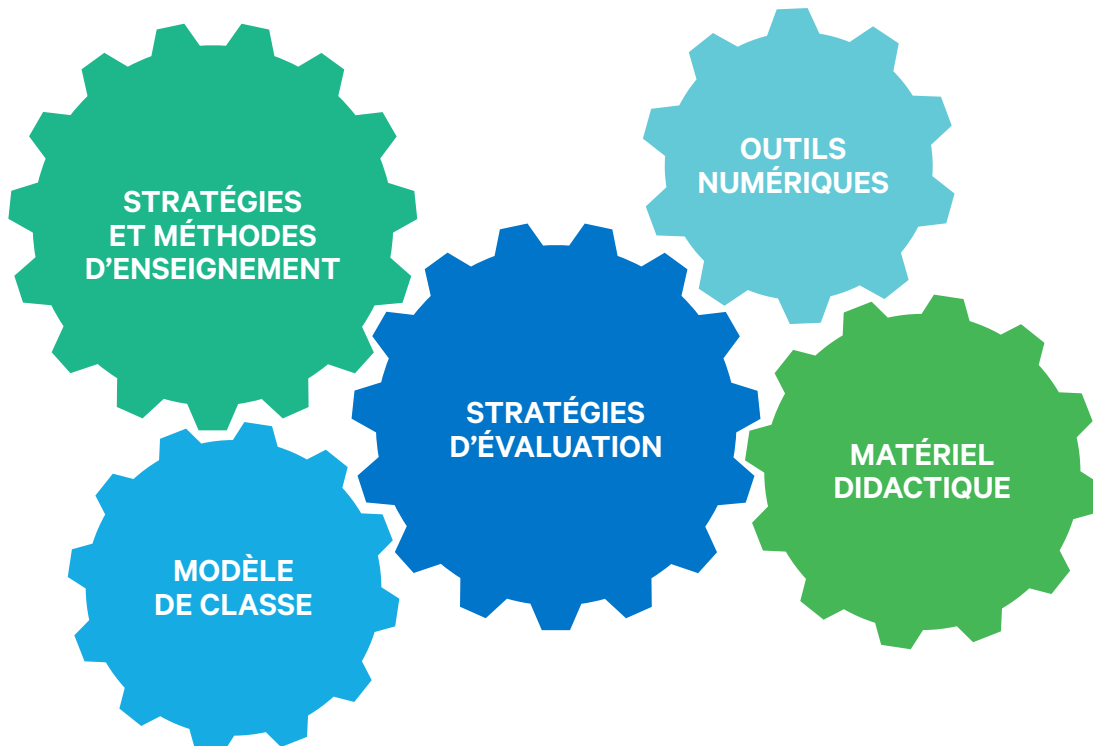 STRATÉGIES
ET MÉTHODES
D’ENSEIGNEMENT
OUTILS
NUMÉRIQUES
STRATÉGIES
D’ÉVALUATION
MATÉRIEL
DIDACTIQUE
MODÈLE
DE CLASSE